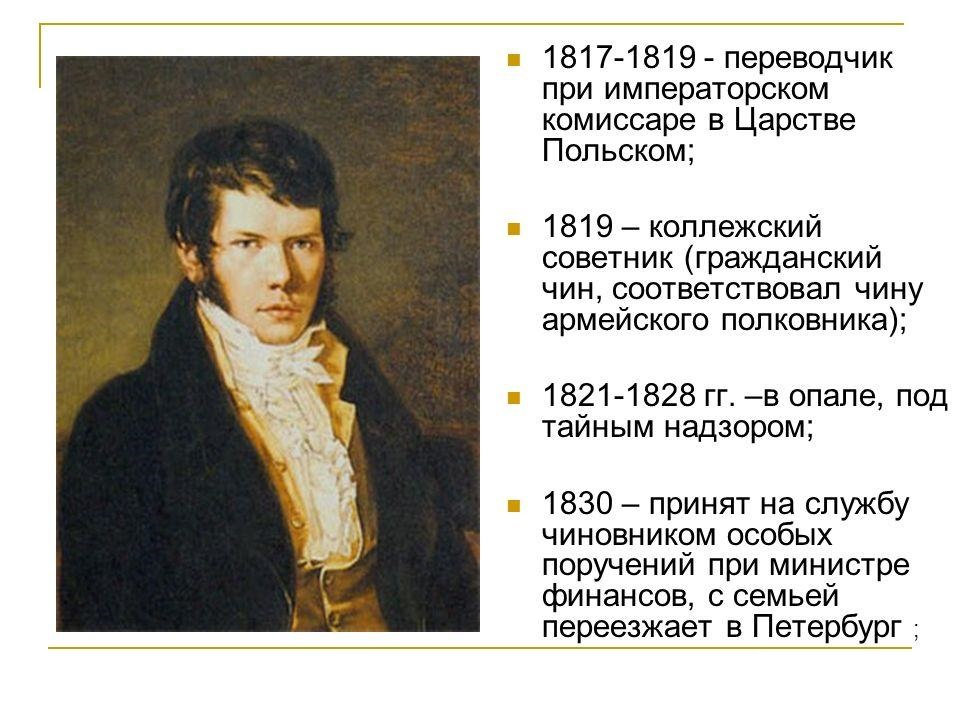 1817-1819 - переводчик
при императорском
комиссаре в Царстве
Польском;
1819 – коллежский
советник (гражданский
чин, соответствовал чину
армейского полковника);
1821-1828 гг. –в опале, под
тайным надзором;
1830 – принят на службу
чиновником особых
поручений при министре
финансов, с семьей
переезжает в Петербург ;